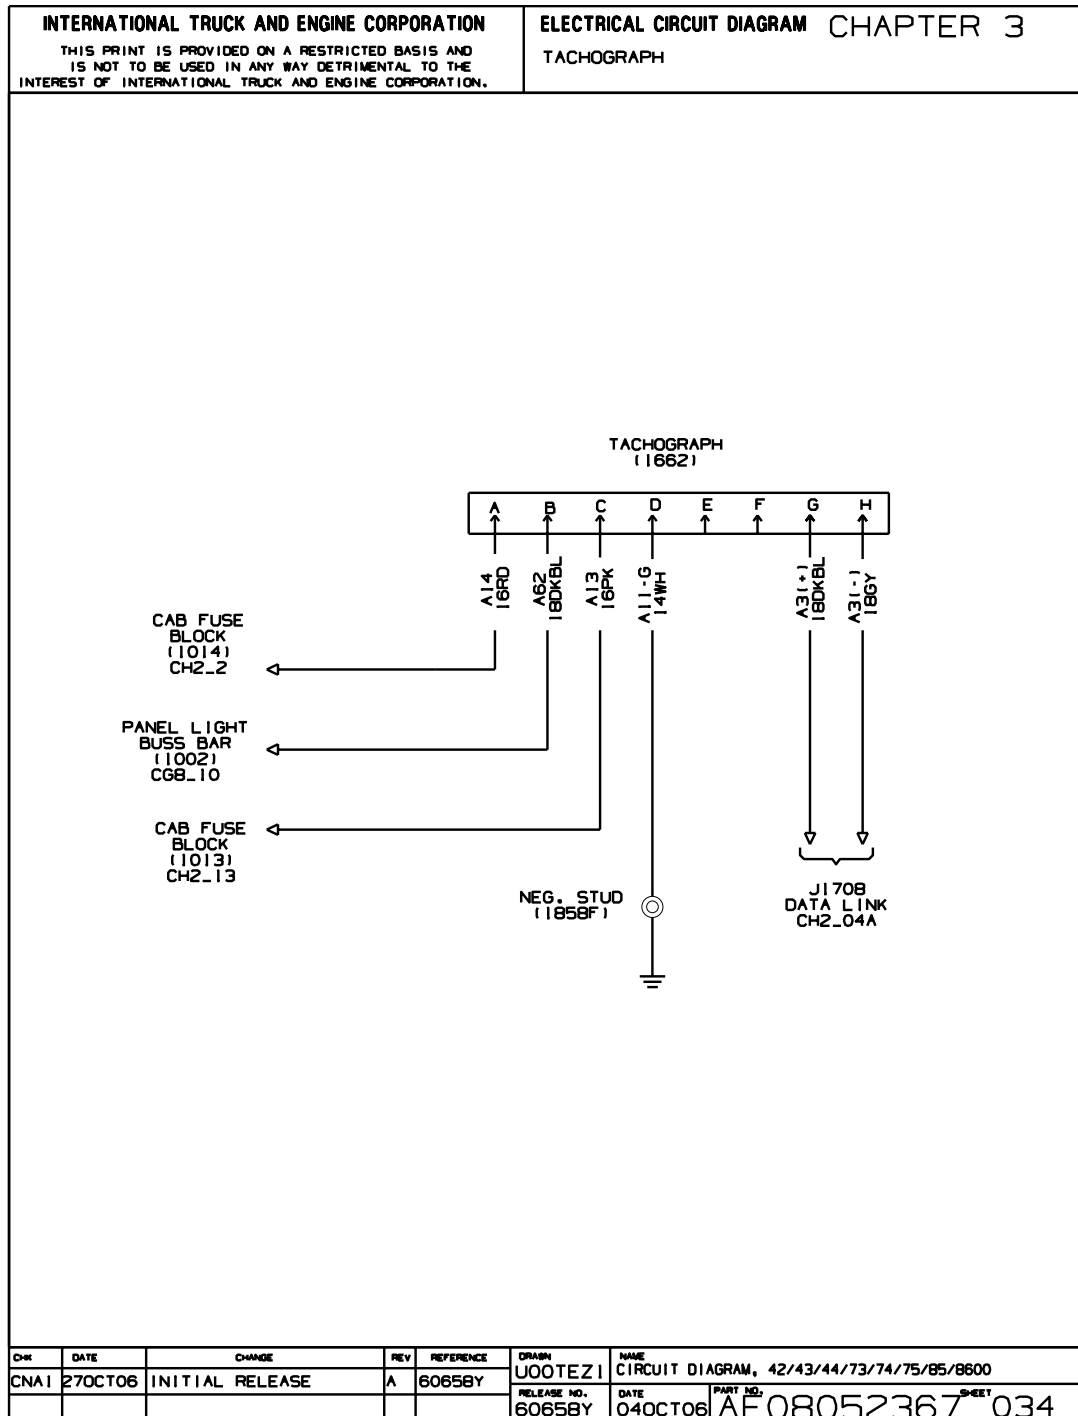 INTERNATIONAL TRUCK AND ENGINE CORPORATION
THIS PRINT IS PROVIDED ON A RESTRICTED BASIS AND
IS NOT TO BE USED IN ANY WAY DETRIMENTAL TO THE
INTEREST OF INTERNATIONAL TRUCK AND ENGINE CORPORATION.
ELECTRICAL CIRCUIT DIAGRAM CHAPTER 3
TACHOGRAPH
TACHOGRAPH
(1662)
A B C D E F G H
A14
16RD
A62
18DKBL
A13
16PK
A11-G
14WH
A3(+)
18DKBL
A3(-)
18GY
CAB FUSE
BLOCK
(1014)
CH2_2
PANEL LIGHT
BUSS BAR
(1002)
CG8_10
CAB FUSE
BLOCK
(1013)
CH2_13
NEG. STUD
(1858F)
J1708
DATA LINK
CH2_04A
CHK DATE CHANGE REV REFERENCE
CNA1 27OCT06 INITIAL RELEASE A 60658Y
DRAWN
U00TEZ1
NAME
CIRCUIT DIAGRAM, 42/43/44/73/74/75/85/8600
RELEASE NO.
60658Y
DATE
04OCT06
PART NO.
AF08052367
SHEET
034